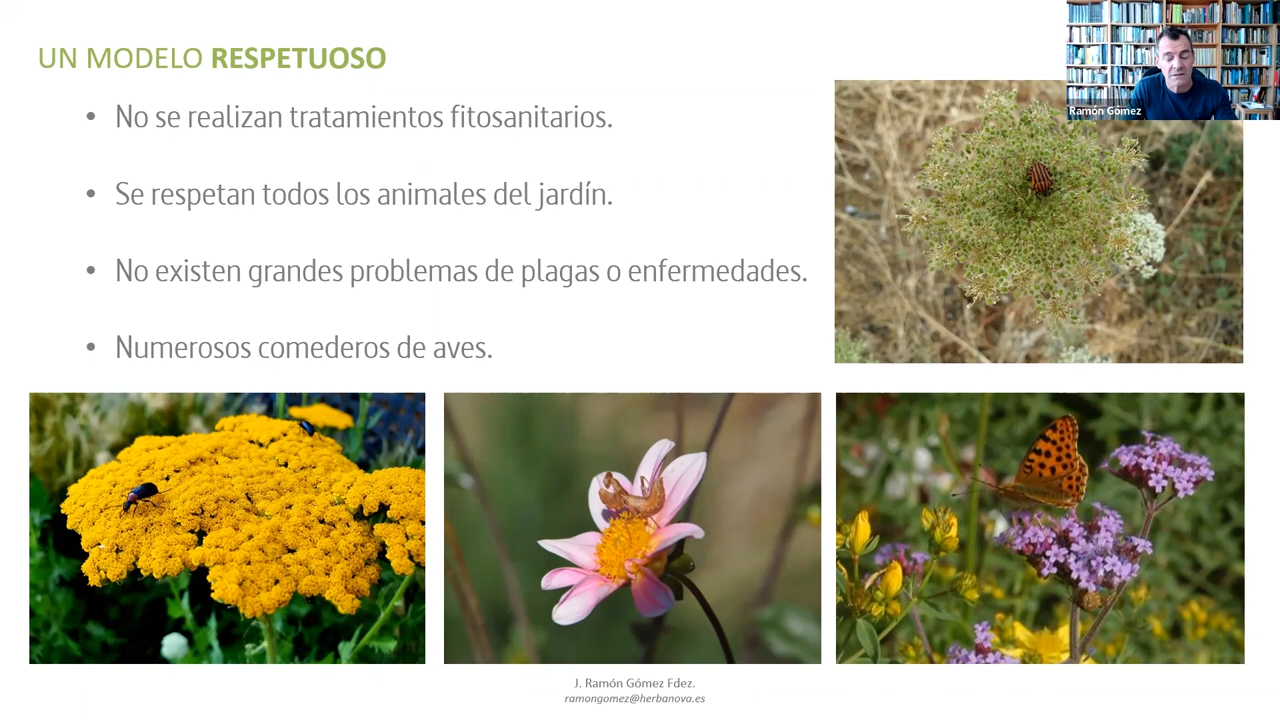 UN MODELO RESPETUOSO
Ramón Gómez
• No se realizan tratamientos fitosanitarios.
• Se respetan todos los animales del jardín.
• No existen grandes problemas de plagas o enfermedades.
• Numerosos comederos de aves.
J. Ramón Gómez Fdez.
ramongomez@herbanova.es